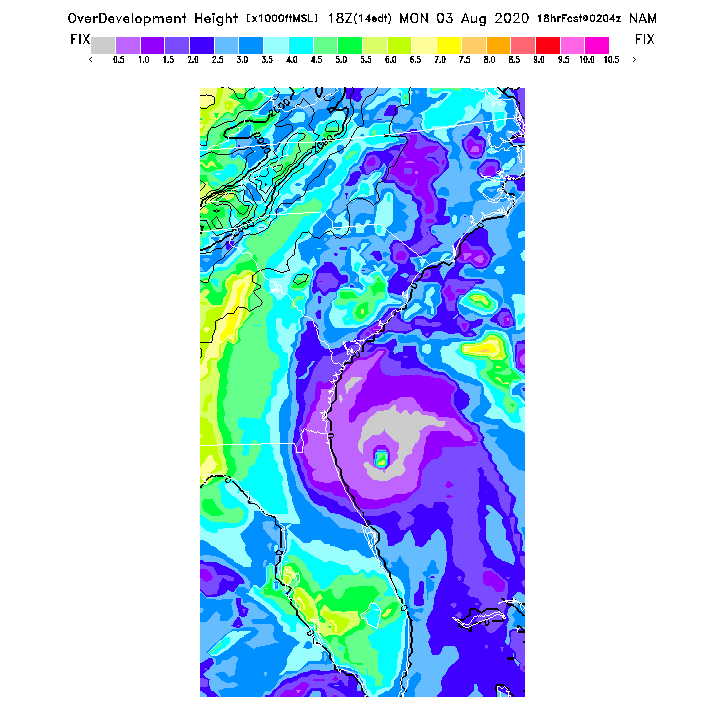 OverDevelopment Height [x1000ftMSL] 18Z(14edt) MON 03 Aug 2020 18hrFcst@0204z NAM
FIX FIX
< 0.5 1.0 1.5 2.0 2.5 3.0 3.5 4.0 4.5 5.0 5.5 6.0 6.5 7.0 7.5 8.0 8.5 9.0 9.5 10.0 10.5 >
2000